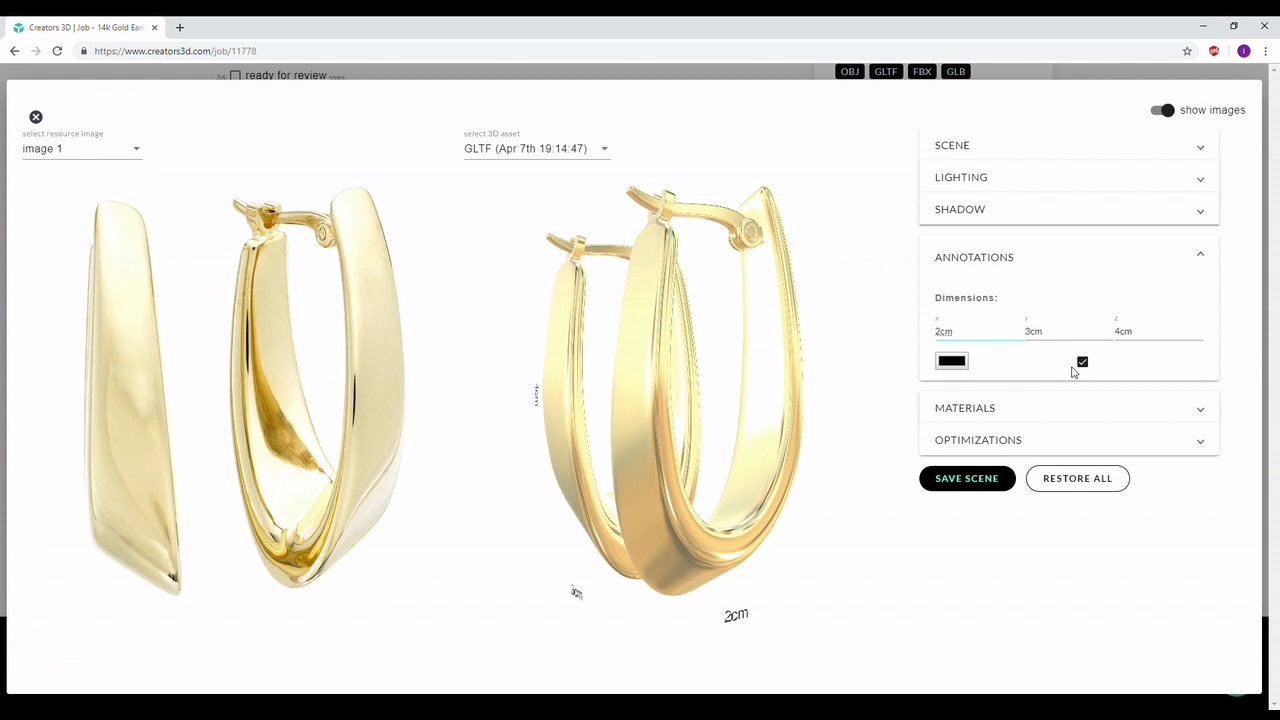 Creators 3D | Job - 14k Gold Ear
https://www.creators3d.com/job/11778
36 ready for review
OBJ GLTF FBX GLB
show images
select resource image
image 1
select 3D asset
GLTF (Apr 7th 19:14:47)
SCENE
LIGHTING
SHADOW
ANNOTATIONS
Dimensions:
x y z
2cm 3cm 4cm
MATERIALS
OPTIMIZATIONS
SAVE SCENE RESTORE ALL
3cm
2cm